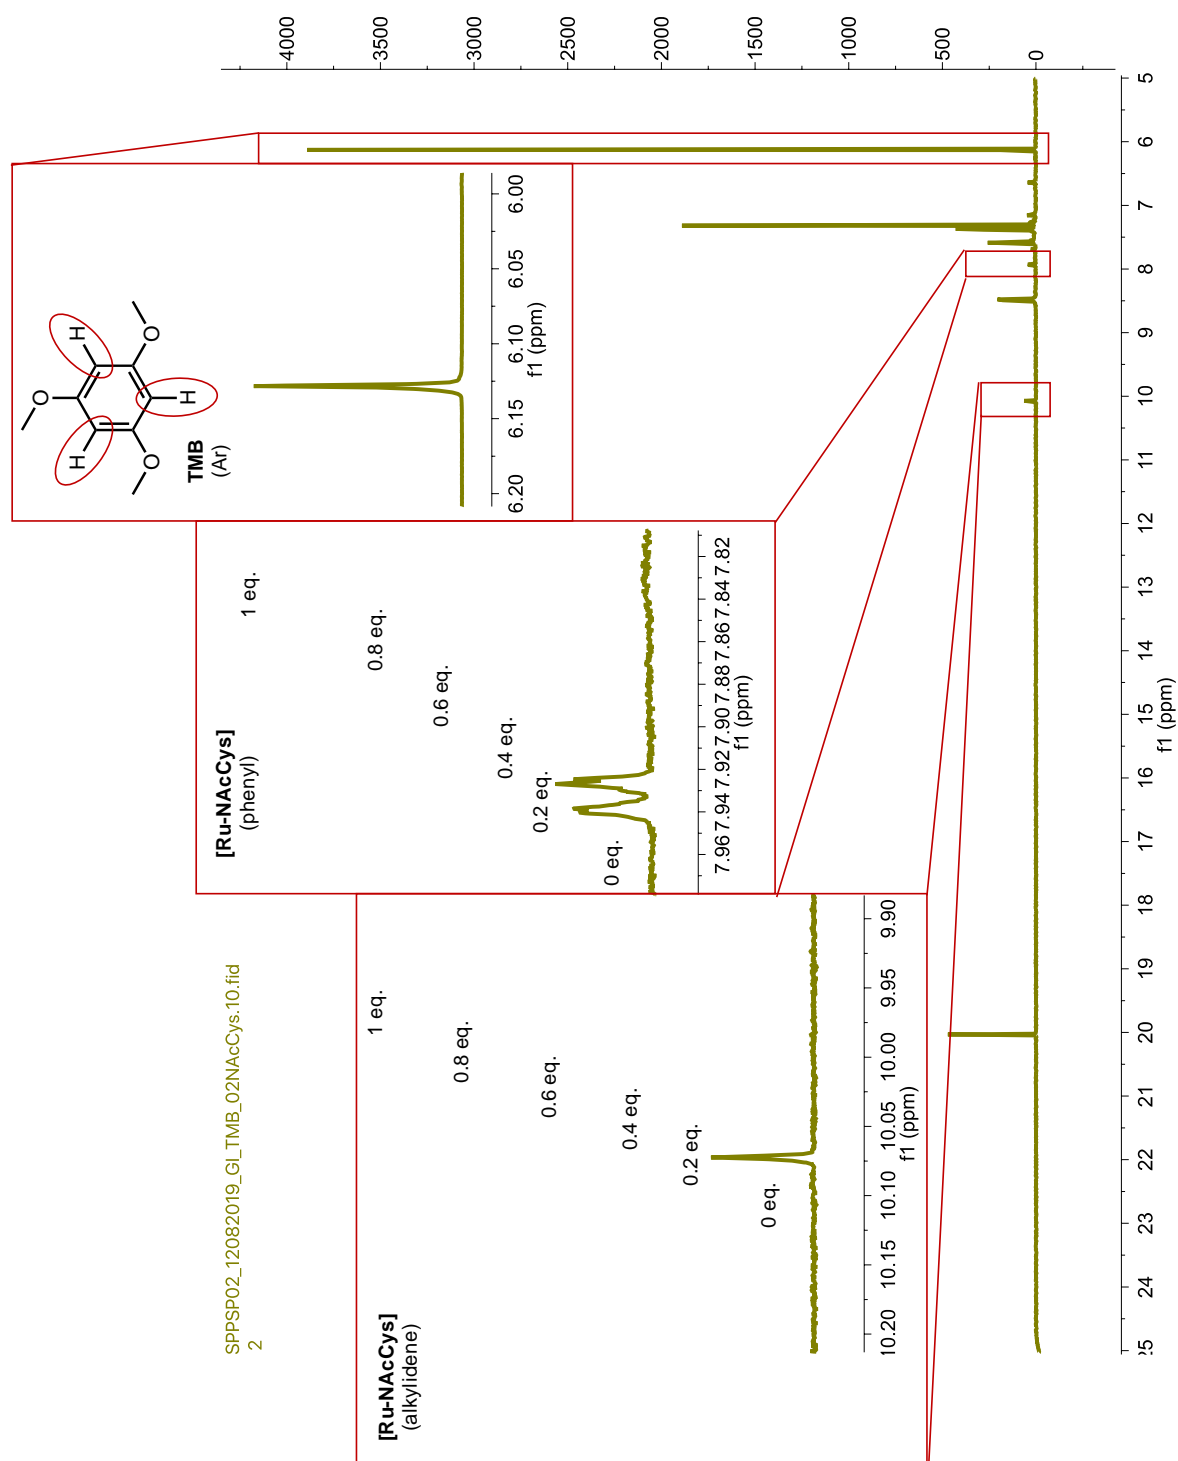 SPPSP02_12082019_GI_TMB_02NAcCys.10.fid
2
[Ru-NAcCys]
(alkylidene)
0 eq.
0.2 eq.
0.4 eq.
0.6 eq.
0.8 eq.
1 eq.
10.20 10.15 10.10 10.05 10.00 9.95 9.90
f1 (ppm)
[Ru-NAcCys]
(phenyl)
0 eq.
0.2 eq.
0.4 eq.
0.6 eq.
0.8 eq.
1 eq.
7.96 7.94 7.92 7.90 7.88 7.86 7.84 7.82
f1 (ppm)
O
H
H
O
O
H
TMB
(Ar)
6.20 6.15 6.10 6.05 6.00
f1 (ppm)
4000
3500
3000
2500
2000
1500
1000
500
0
25 24 23 22 21 20 19 18 17 16 15 14 13 12 11 10 9 8 7 6 5
f1 (ppm)